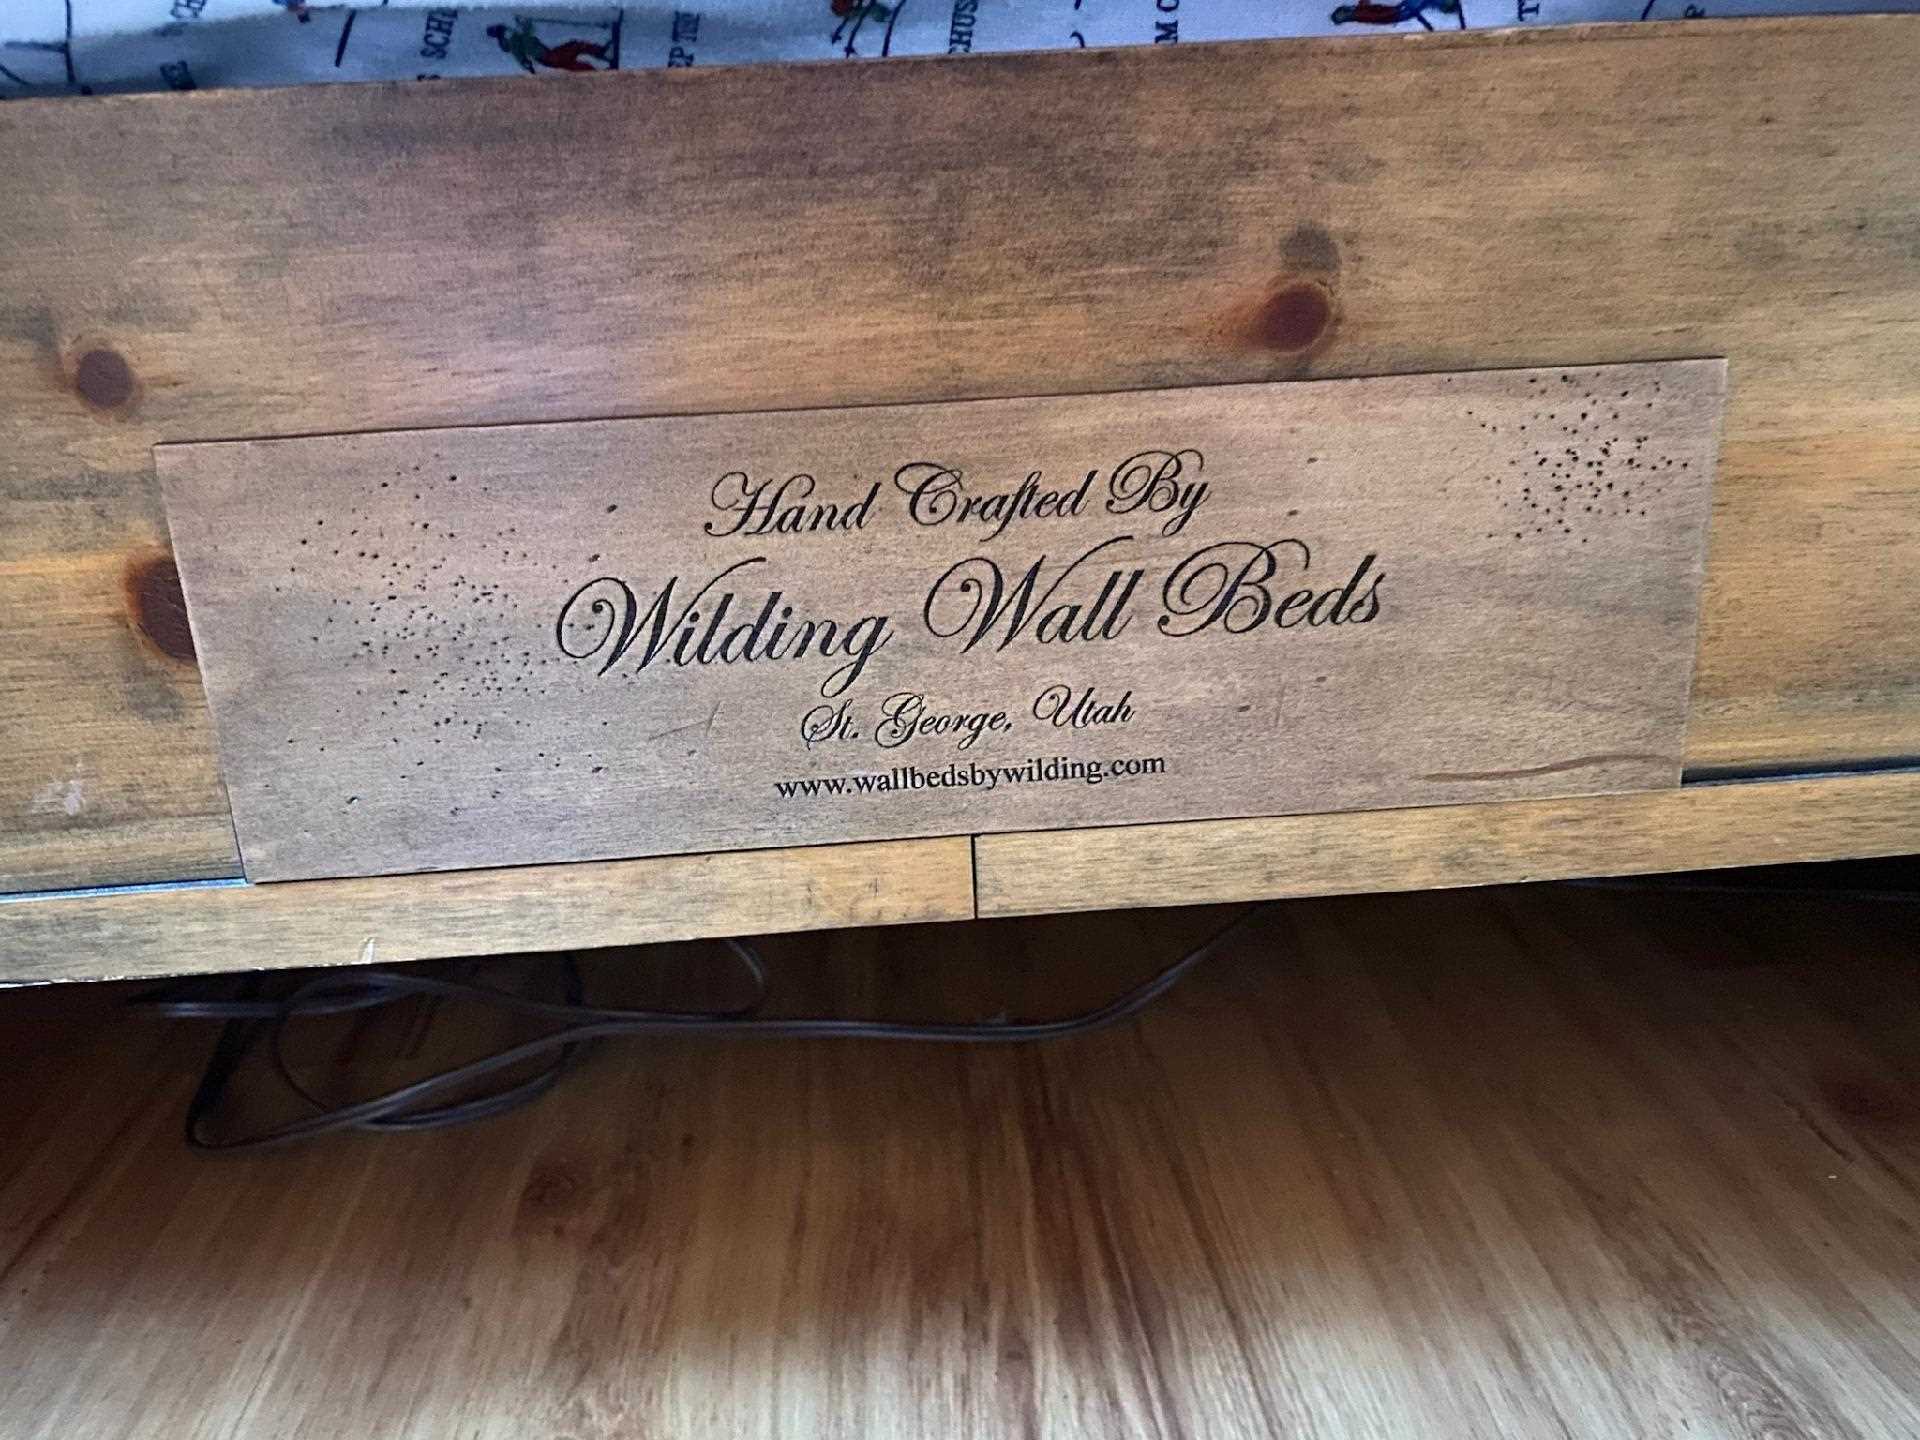 Hand Crafted By
Wilding Wall Beds
St. George, Utah
www.wallbedsbywilding.com